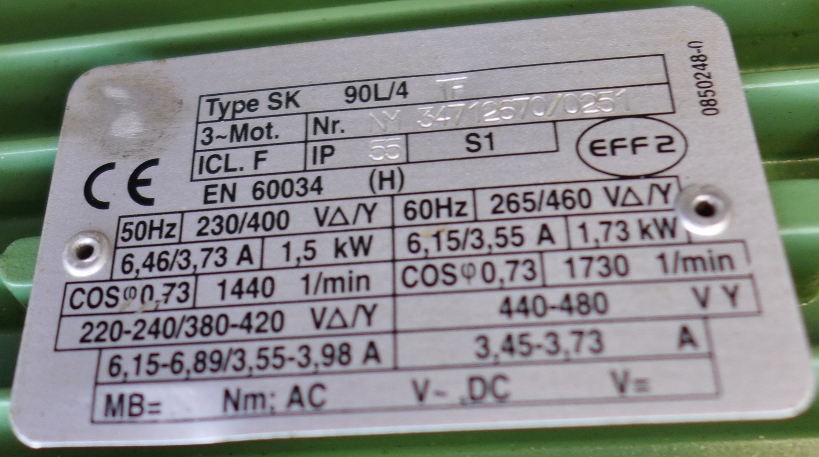 Type SK 90L/4 TF
0850248-0
3~Mot. Nr. NY 34712670/0251
ICL. F IP 55 S1 EFF2
CE EN 60034 (H)
50Hz 230/400 VΔ/Y 60Hz 265/460 VΔ/Y
6,46/3,73 A 1,5 kW 6,15/3,55 A 1,73 kW
COSφ0,73 1440 1/min COSφ0,73 1730 1/min
220-240/380-420 VΔ/Y 440-480 V Y
6,15-6,89/3,55-3,98 A 3,45-3,73 A
MB= Nm; AC V~ ,DC V=